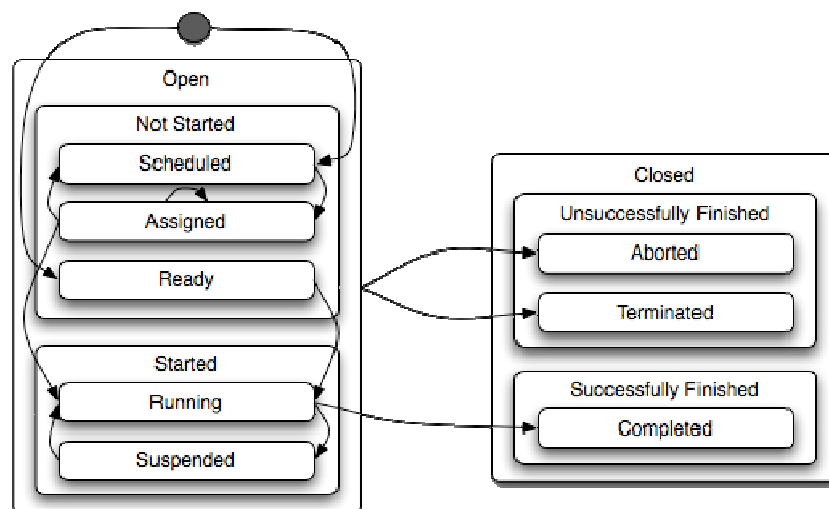 Open
Not Started
Scheduled
Assigned
Ready
Started
Running
Suspended
Closed
Unsuccessfully Finished
Aborted
Terminated
Successfully Finished
Completed